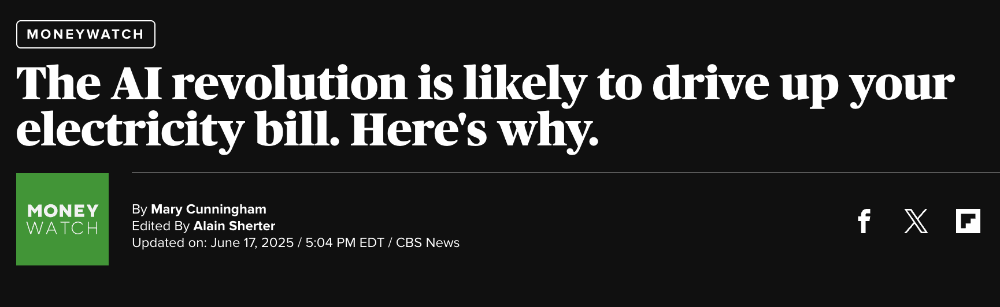 MONEYWATCH
The AI revolution is likely to drive up your
electricity bill. Here's why.
MONEY
WATCH
By Mary Cunningham
Edited By Alain Sherter
Updated on: June 17, 2025 / 5:04 PM EDT / CBS News